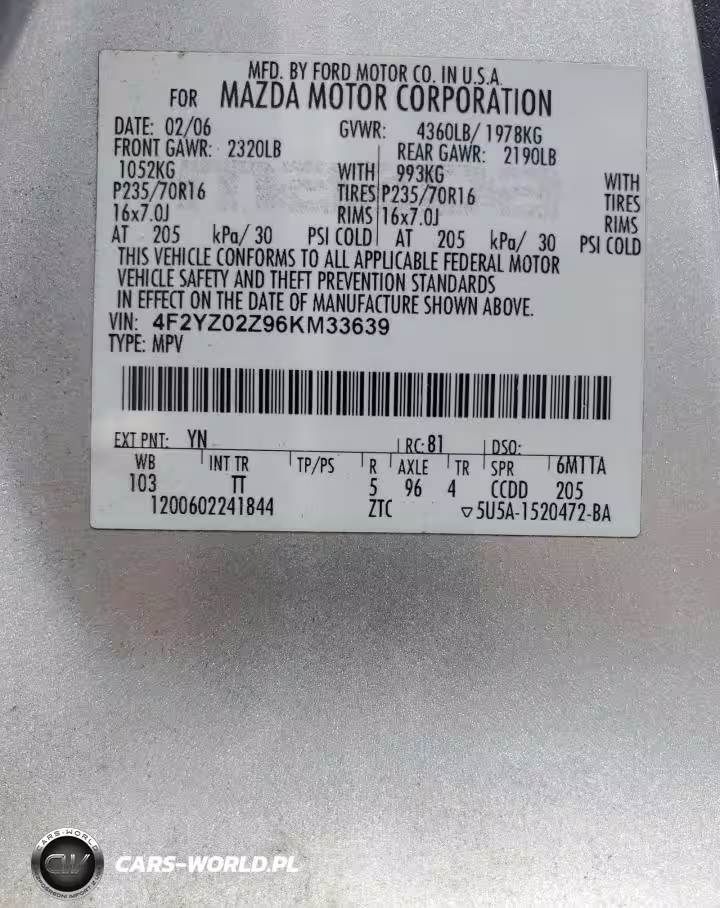 MFD. BY FORD MOTOR CO. IN U.S.A.
FOR MAZDA MOTOR CORPORATION
DATE: 02/06 GVWR: 4360LB/ 1978KG
FRONT GAWR: 2320LB REAR GAWR: 2190LB
1052KG WITH 993KG WITH
P235/70R16 TIRES P235/70R16 TIRES
16x7.0J RIMS 16x7.0J RIMS
AT 205 kPa/ 30 PSI COLD AT 205 kPa/ 30 PSI COLD
THIS VEHICLE CONFORMS TO ALL APPLICABLE FEDERAL MOTOR
VEHICLE SAFETY AND THEFT PREVENTION STANDARDS
IN EFFECT ON THE DATE OF MANUFACTURE SHOWN ABOVE.
VIN: 4F2YZ02Z96KM33639
TYPE: MPV
EXT PNT: YN RC: 81 DSO:
WB INT TR TP/PS R AXLE TR SPR 6M11A
103 TT 5 96 4 CCDD 205
1200602241844 ZTC ▽5U5A-1520472-BA
CARS-WORLD
CW
CARS-WORLD.PL